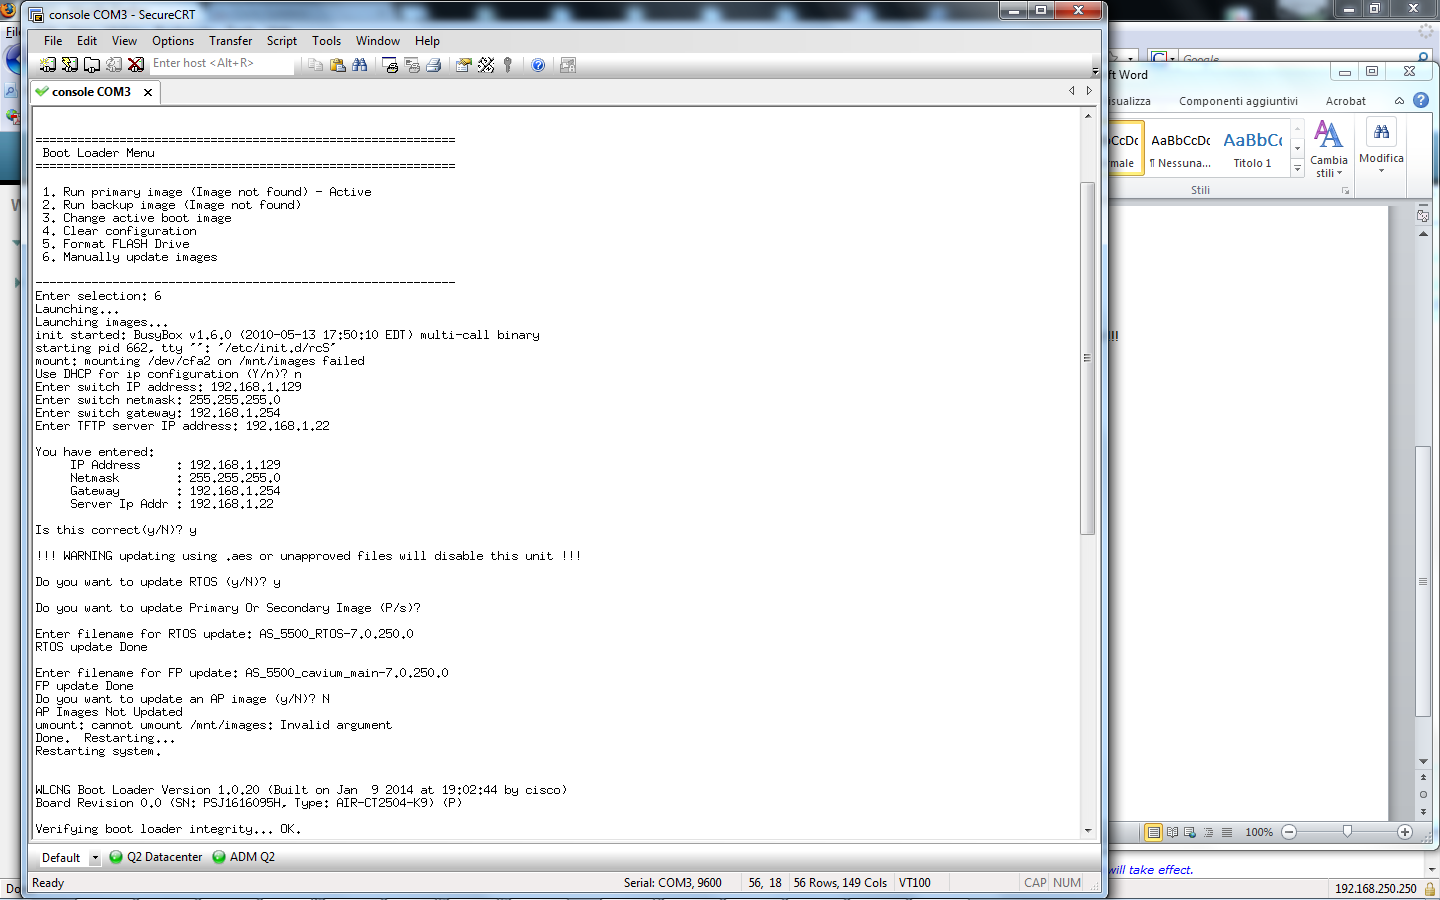 console COM3 - SecureCRT
File Edit View Options Transfer Script Tools Window Help
Enter host <Alt+R>
console COM3
==============================
Boot Loader Menu
==============================
1. Run primary image (Image not found) - Active
2. Run backup image (Image not found)
3. Change active boot image
4. Clear configuration
5. Format FLASH Drive
6. Manually update images
------------------------------------------------------------
Enter selection: 6
Launching...
Launching images...
init started: BusyBox v1.6.0 (2010-05-13 17:50:10 EDT) multi-call binary
starting pid 662, tty '': '/etc/init.d/rcS'
mount: mounting /dev/cfa2 on /mnt/images failed
Use DHCP for ip configuration (Y/n)? n
Enter switch IP address: 192.168.1.129
Enter switch netmask: 255.255.255.0
Enter switch gateway: 192.168.1.254
Enter TFTP server IP address: 192.168.1.22
You have entered:
IP Address : 192.168.1.129
Netmask : 255.255.255.0
Gateway : 192.168.1.254
Server Ip Addr : 192.168.1.22
Is this correct(y/N)? y
!!! WARNING updating using .aes or unapproved files will disable this unit !!!
Do you want to update RTOS (y/N)? y
Do you want to update Primary Or Secondary Image (P/s)?
Enter filename for RTOS update: AS_5500_RTOS-7.0.250.0
RTOS update Done
Enter filename for FP update: AS_5500_cavium_main-7.0.250.0
FP update Done
Do you want to update an AP image (y/N)? N
AP Images Not Updated
umount: cannot umount /mnt/images: Invalid argument
Done. Restarting...
Restarting system.
WLCNG Boot Loader Version 1.0.20 (Built on Jan 9 2014 at 19:02:44 by cisco)
Board Revision 0.0 (SN: PSJ1616095H, Type: AIR-CT2504-K9) (P)
Verifying boot loader integrity... OK.
Default Q2 Datacenter ADM Q2
Ready Serial: COM3, 9600 56, 18 56 Rows, 149 Cols VT100 CAP NUM
Google
ft Word
isualizza Componenti aggiuntivi Acrobat
cCcDc AaBbCcDc AaBbCc
male ¶ Nessuna... Titolo 1
Cambia stili
Modifica
Stili
!!
100%
will take effect.
192.168.250.250